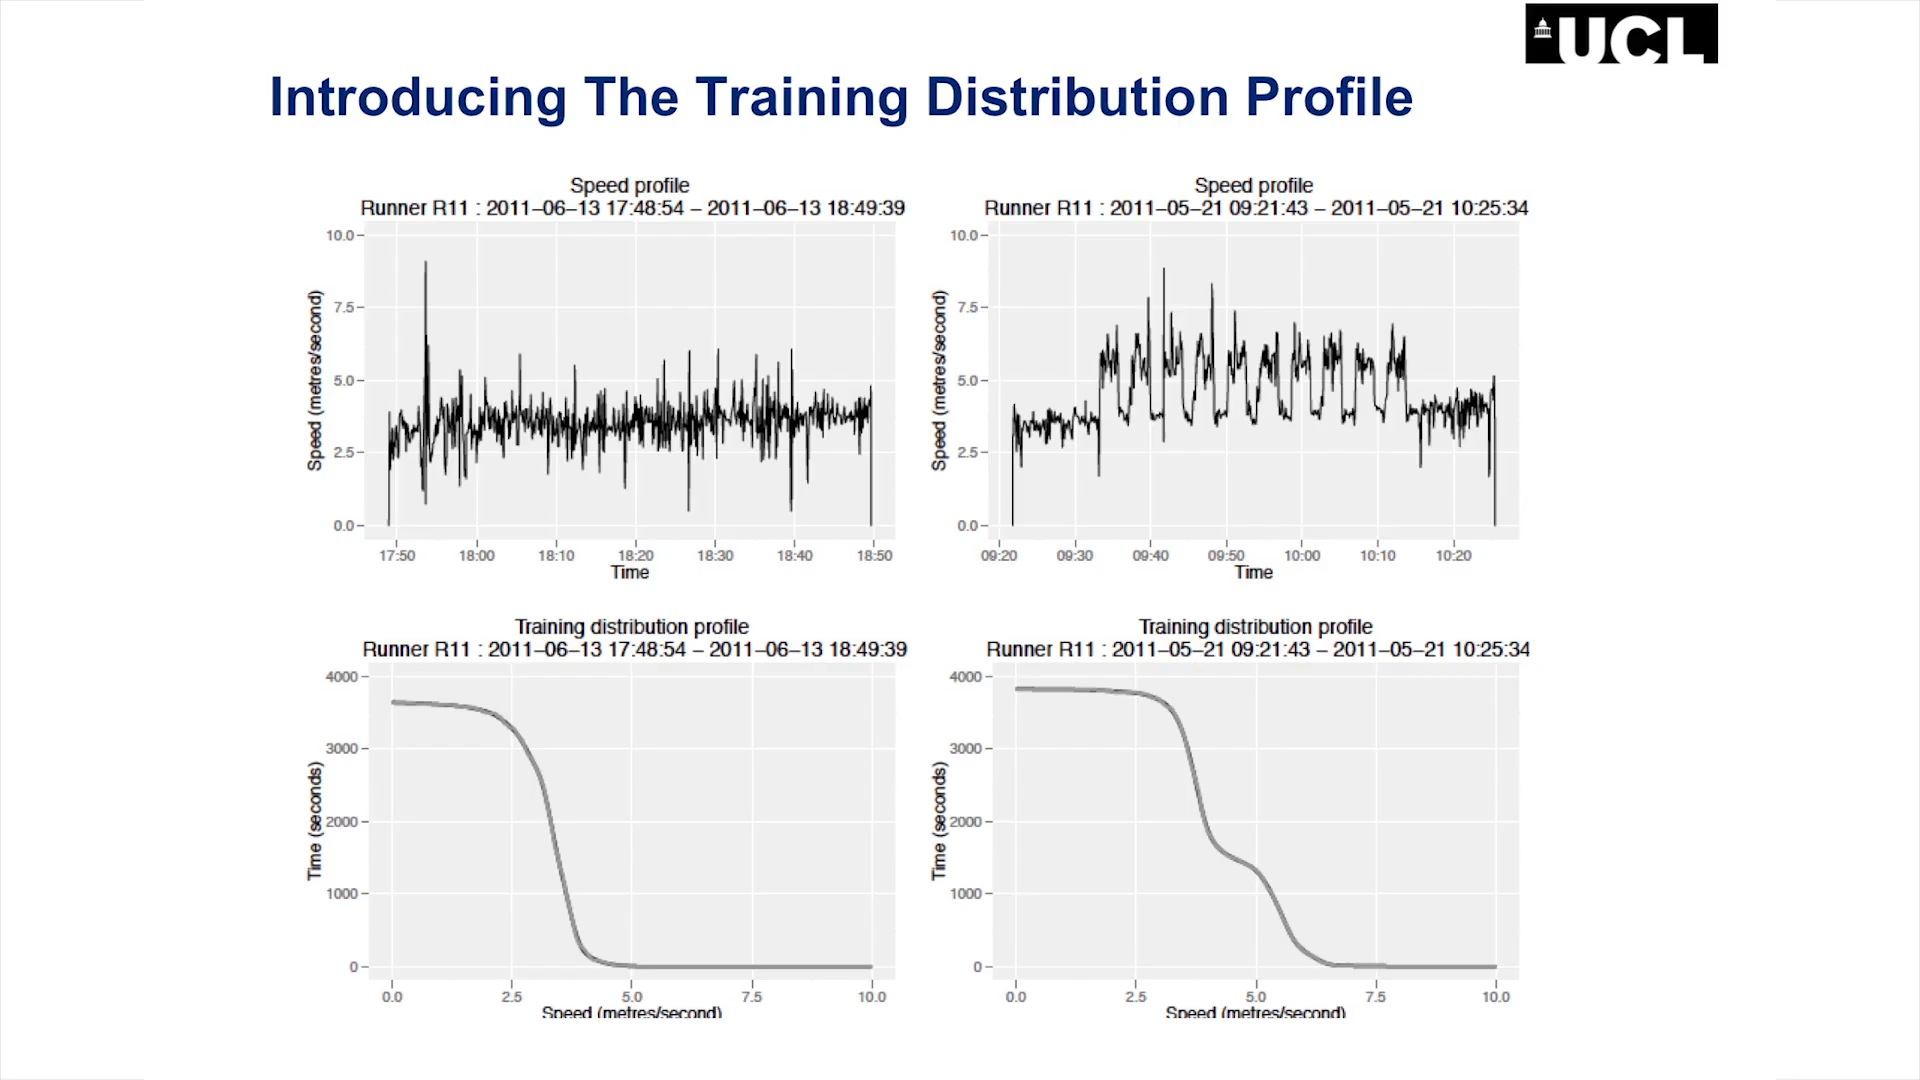 UCL
Introducing The Training Distribution Profile
Speed profile
Runner R11 : 2011–06–13 17:48:54 – 2011–06–13 18:49:39
10.0
7.5
5.0
2.5
0.0
Speed (metres/second)
17:50 18:00 18:10 18:20 18:30 18:40 18:50
Time
Speed profile
Runner R11 : 2011–05–21 09:21:43 – 2011–05–21 10:25:34
10.0
7.5
5.0
2.5
0.0
Speed (metres/second)
09:20 09:30 09:40 09:50 10:00 10:10 10:20
Time
Training distribution profile
Runner R11 : 2011–06–13 17:48:54 – 2011–06–13 18:49:39
4000
3000
2000
1000
0
Time (seconds)
0.0 2.5 5.0 7.5 10.0
Speed (metres/second)
Training distribution profile
Runner R11 : 2011–05–21 09:21:43 – 2011–05–21 10:25:34
4000
3000
2000
1000
0
Time (seconds)
0.0 2.5 5.0 7.5 10.0
Speed (metres/second)